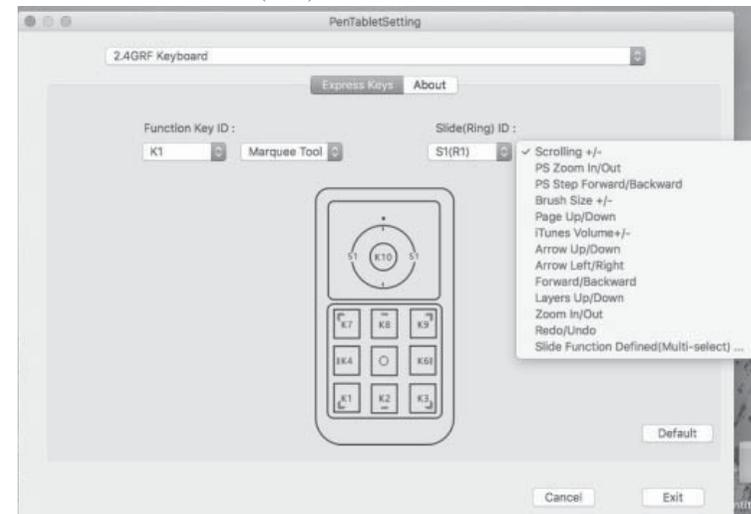 PenTabletSetting
2.4GRF Keyboard
Express Keys About
Function Key ID : Slide(Ring) ID :
K1 Marquee Tool S1(R1)
✓ Scrolling +/-
PS Zoom In/Out
PS Step Forward/Backward
Brush Size +/-
Page Up/Down
iTunes Volume+/-
Arrow Up/Down
Arrow Left/Right
Forward/Backward
Layers Up/Down
Zoom In/Out
Redo/Undo
Slide Function Defined(Multi-select) ...
S1 K10 S1
K7 K8 K9
K4 K6
K1 K2 K3
Default
Cancel Exit